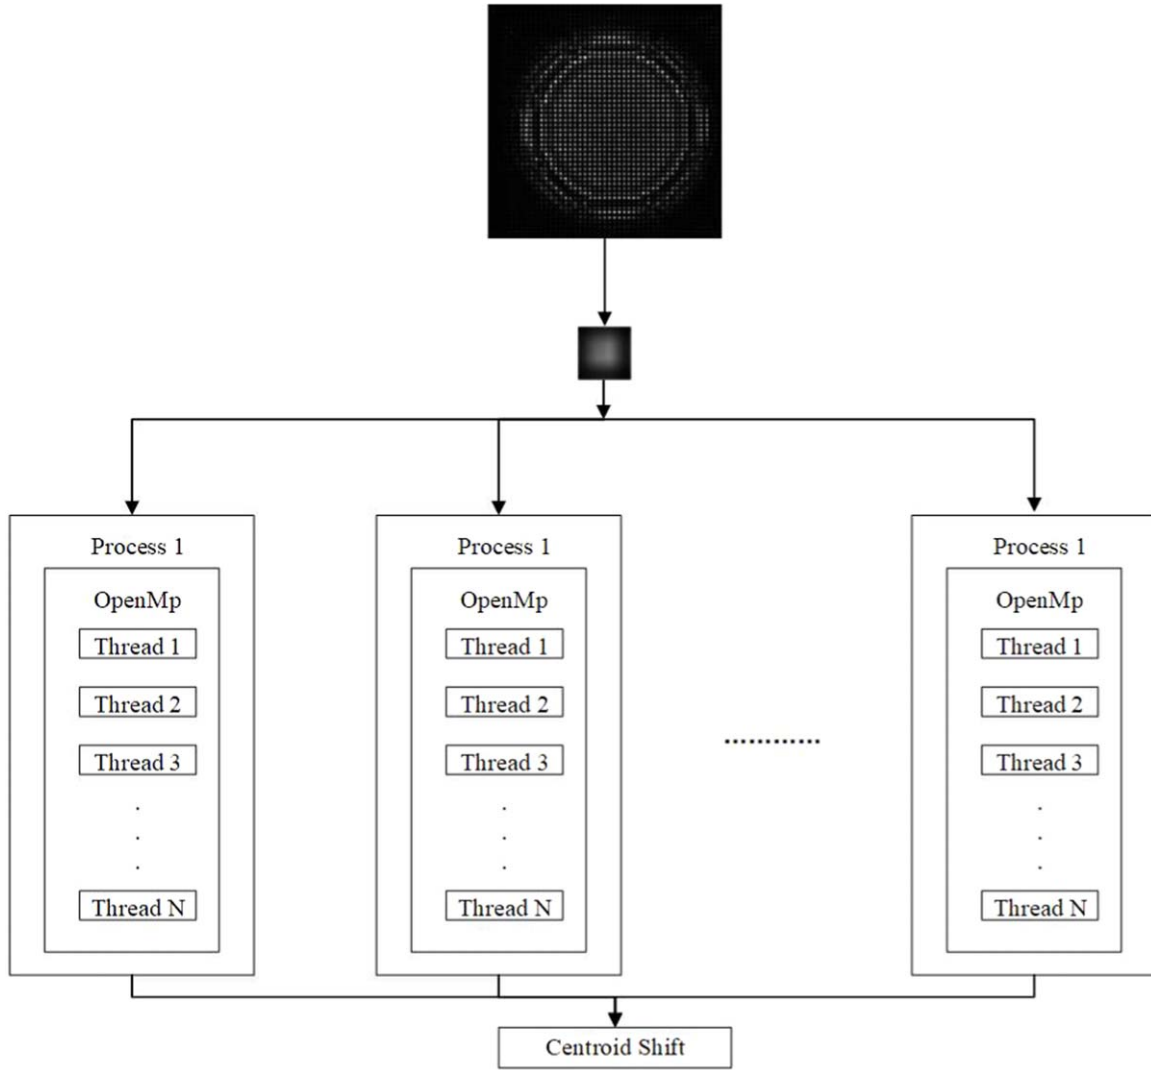 Process 1
OpenMp
Thread 1
Thread 2
Thread 3
.
.
.
Thread N
Process 1
OpenMp
Thread 1
Thread 2
Thread 3
.
.
.
Thread N
............
Process 1
OpenMp
Thread 1
Thread 2
Thread 3
.
.
.
Thread N
Centroid Shift